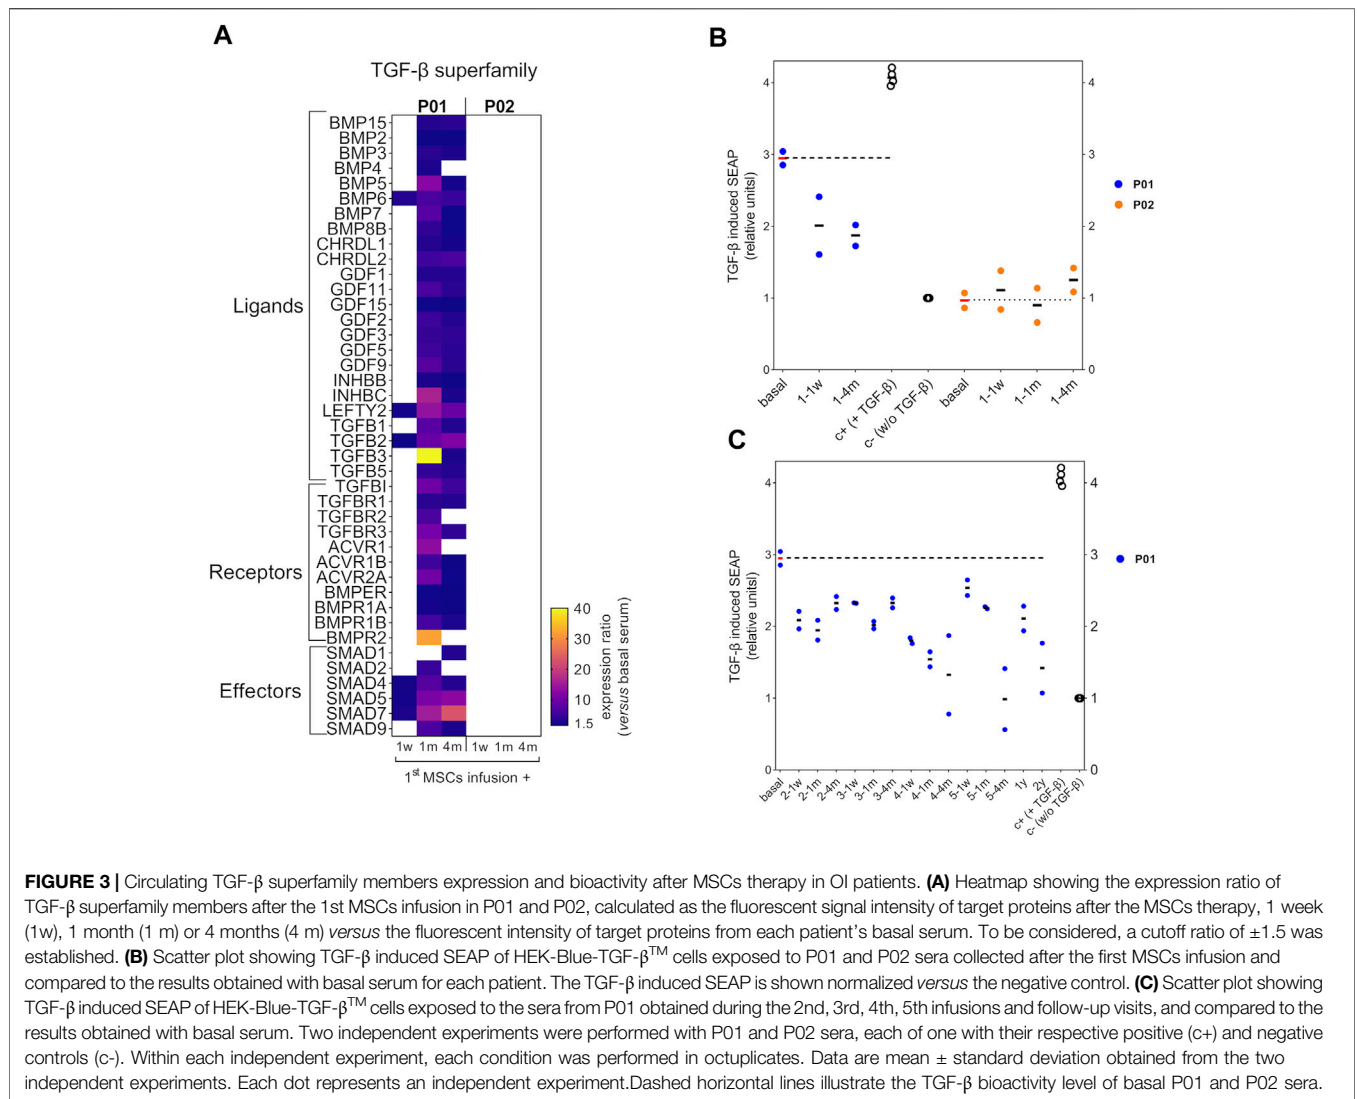 A
TGF-β superfamily
P01 P02
BMP15
BMP2
BMP3
BMP4
BMP5
BMP6
BMP7
BMP8B
CHRDL1
CHRDL2
GDF1
GDF11
GDF15
GDF2
GDF3
GDF5
GDF9
INHBB
INHBC
LEFTY2
TGFB1
TGFB2
TGFB3
TGFB5
TGFBI
TGFBR1
TGFBR2
TGFBR3
ACVR1
ACVR1B
ACVR2A
BMPER
BMPR1A
BMPR1B
BMPR2
SMAD1
SMAD2
SMAD4
SMAD5
SMAD7
SMAD9
Ligands
Receptors
Effectors
1w 1m 4m 1w 1m 4m
1st MSCs infusion +
40
30
20
10
1.5
expression ratio
(versus basal serum)
B
TGF-β induced SEAP
(relative unitsl)
4
3
2
1
0
4
3
2
1
0
basal
1-1w
1-4m
c+ (+ TGF-β)
c- (w/o TGF-β)
basal
1-1w
1-1m
1-4m
P01
P02
C
TGF-β induced SEAP
(relative unitsl)
4
3
2
1
0
4
3
2
1
0
basal
2-1w
2-1m
2-4m
3-1w
3-1m
3-4m
4-1w
4-1m
4-4m
5-1w
5-1m
5-4m
1y
2y
c+ (+ TGF-β)
c- (w/o TGF-β)
P01
FIGURE 3 | Circulating TGF-β superfamily members expression and bioactivity after MSCs therapy in OI patients. (A) Heatmap showing the expression ratio of
TGF-β superfamily members after the 1st MSCs infusion in P01 and P02, calculated as the fluorescent signal intensity of target proteins after the MSCs therapy, 1 week
(1w), 1 month (1 m) or 4 months (4 m) versus the fluorescent intensity of target proteins from each patient's basal serum. To be considered, a cutoff ratio of ±1.5 was
established. (B) Scatter plot showing TGF-β induced SEAP of HEK-Blue-TGF-β™ cells exposed to P01 and P02 sera collected after the first MSCs infusion and
compared to the results obtained with basal serum for each patient. The TGF-β induced SEAP is shown normalized versus the negative control. (C) Scatter plot showing
TGF-β induced SEAP of HEK-Blue-TGF-β™ cells exposed to the sera from P01 obtained during the 2nd, 3rd, 4th, 5th infusions and follow-up visits, and compared to the
results obtained with basal serum. Two independent experiments were performed with P01 and P02 sera, each of one with their respective positive (c+) and negative
controls (c-). Within each independent experiment, each condition was performed in octuplicates. Data are mean ± standard deviation obtained from the two
independent experiments. Each dot represents an independent experiment.Dashed horizontal lines illustrate the TGF-β bioactivity level of basal P01 and P02 sera.